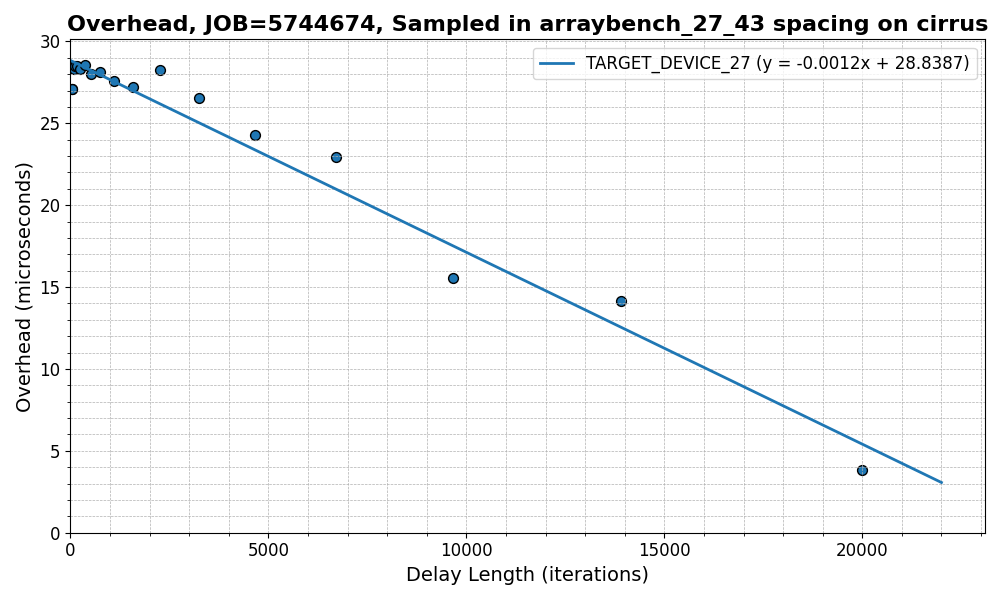 Overhead, JOB=5744674, Sampled in arraybench_27_43 spacing on cirrus
TARGET_DEVICE_27 (y = -0.0012x + 28.8387)
Overhead (microseconds)
30
25
20
15
10
5
0
0 5000 10000 15000 20000
Delay Length (iterations)